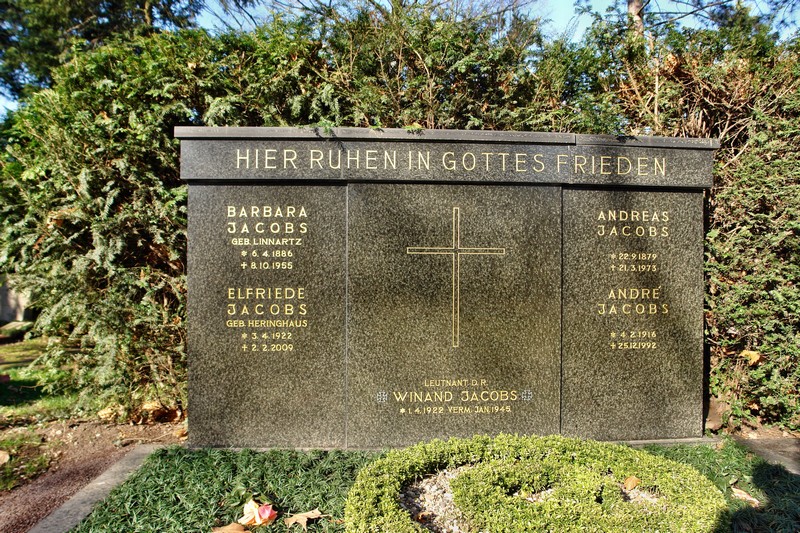 HIER RUHEN IN GOTTES FRIEDEN
BARBARA
JACOBS
GEB. LINNARTZ
* 6.4.1886
+ 8.10.1955
ELFRIEDE
JACOBS
GEB. HERINGHAUS
* 3.4.1922
+ 2.2.2009
LEUTNANT D. R.
WINAND JACOBS
* 1.4.1922 VERM. JAN. 1945
ANDREAS
JACOBS
* 22.9.1879
+ 21.3.1973
ANDRÉ
JACOBS
* 4.2.1916
+ 25.12.1992